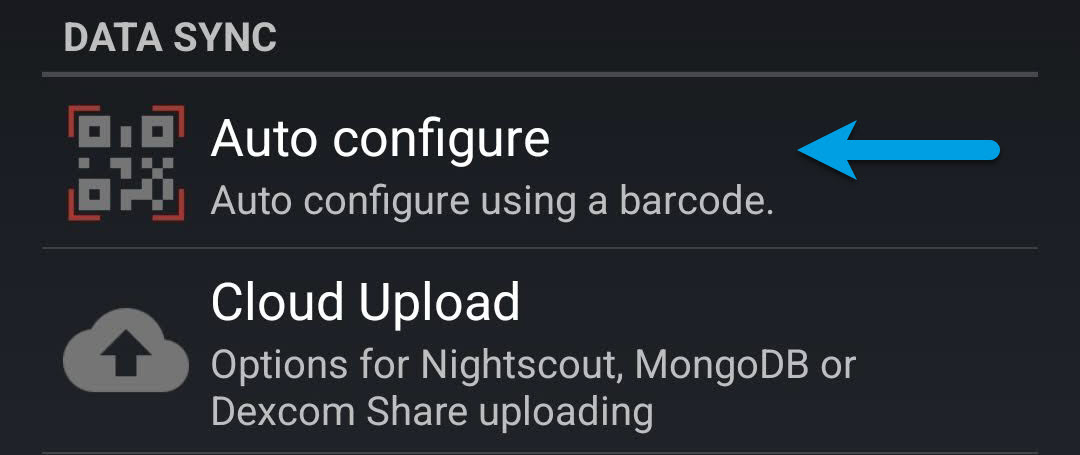 DATA SYNC
Auto configure
Auto configure using a barcode.
Cloud Upload
Options for Nightscout, MongoDB or
Dexcom Share uploading